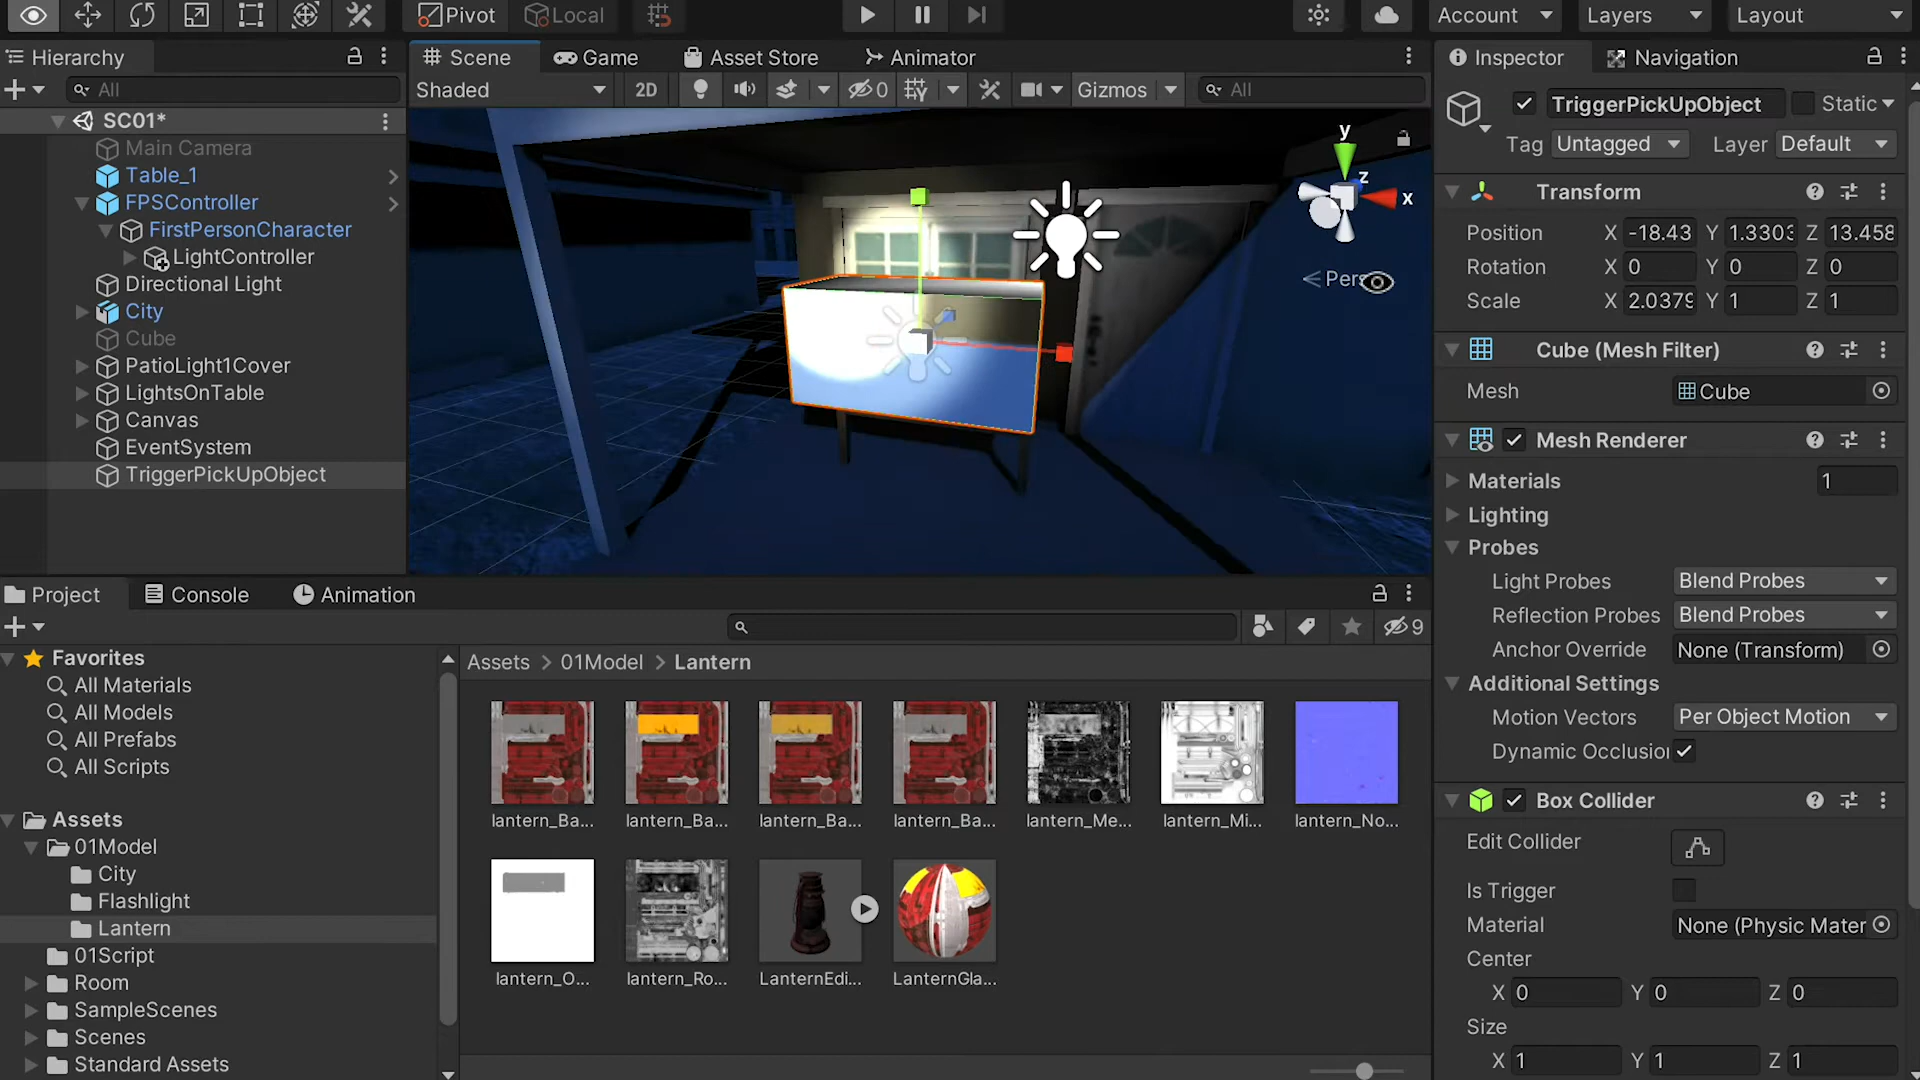 Pivot Local Account Layers Layout
Hierarchy
All
SC01*
Main Camera
Table_1
FPSController
FirstPersonCharacter
LightController
Directional Light
City
Cube
PatioLight1Cover
LightsOnTable
Canvas
EventSystem
TriggerPickUpObject
Scene Game Asset Store Animator
Shaded 2D 0 Gizmos All
y
z
x
Pers
Inspector Navigation
TriggerPickUpObject Static
Tag Untagged Layer Default
Transform
Position X -18.43 Y 1.3303 Z 13.458
Rotation X 0 Y 0 Z 0
Scale X 2.0379 Y 1 Z 1
Cube (Mesh Filter)
Mesh Cube
Mesh Renderer
Materials 1
Lighting
Probes
Light Probes Blend Probes
Reflection Probes Blend Probes
Anchor Override None (Transform)
Additional Settings
Motion Vectors Per Object Motion
Dynamic Occlusion
Box Collider
Edit Collider
Is Trigger
Material None (Physic Mater
Center
X 0 Y 0 Z 0
Size
X 1 Y 1 Z 1
Project Console Animation
9
Favorites
All Materials
All Models
All Prefabs
All Scripts
Assets
01Model
City
Flashlight
Lantern
01Script
Room
SampleScenes
Scenes
Standard Assets
Assets > 01Model > Lantern
lantern_Ba... lantern_Ba... lantern_Ba... lantern_Ba... lantern_Me... lantern_Mi... lantern_No...
lantern_O... lantern_Ro... LanternEdi... LanternGla...